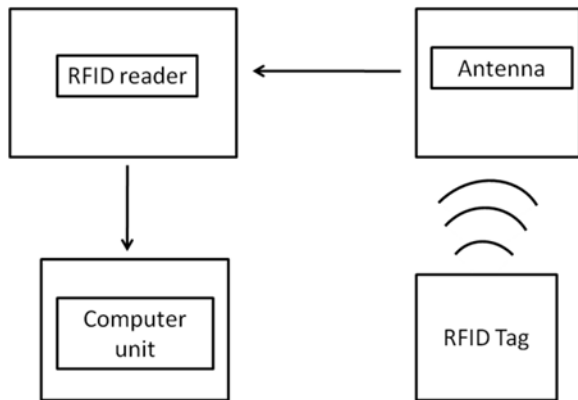 RFID reader
Antenna
Computer
unit
RFID Tag